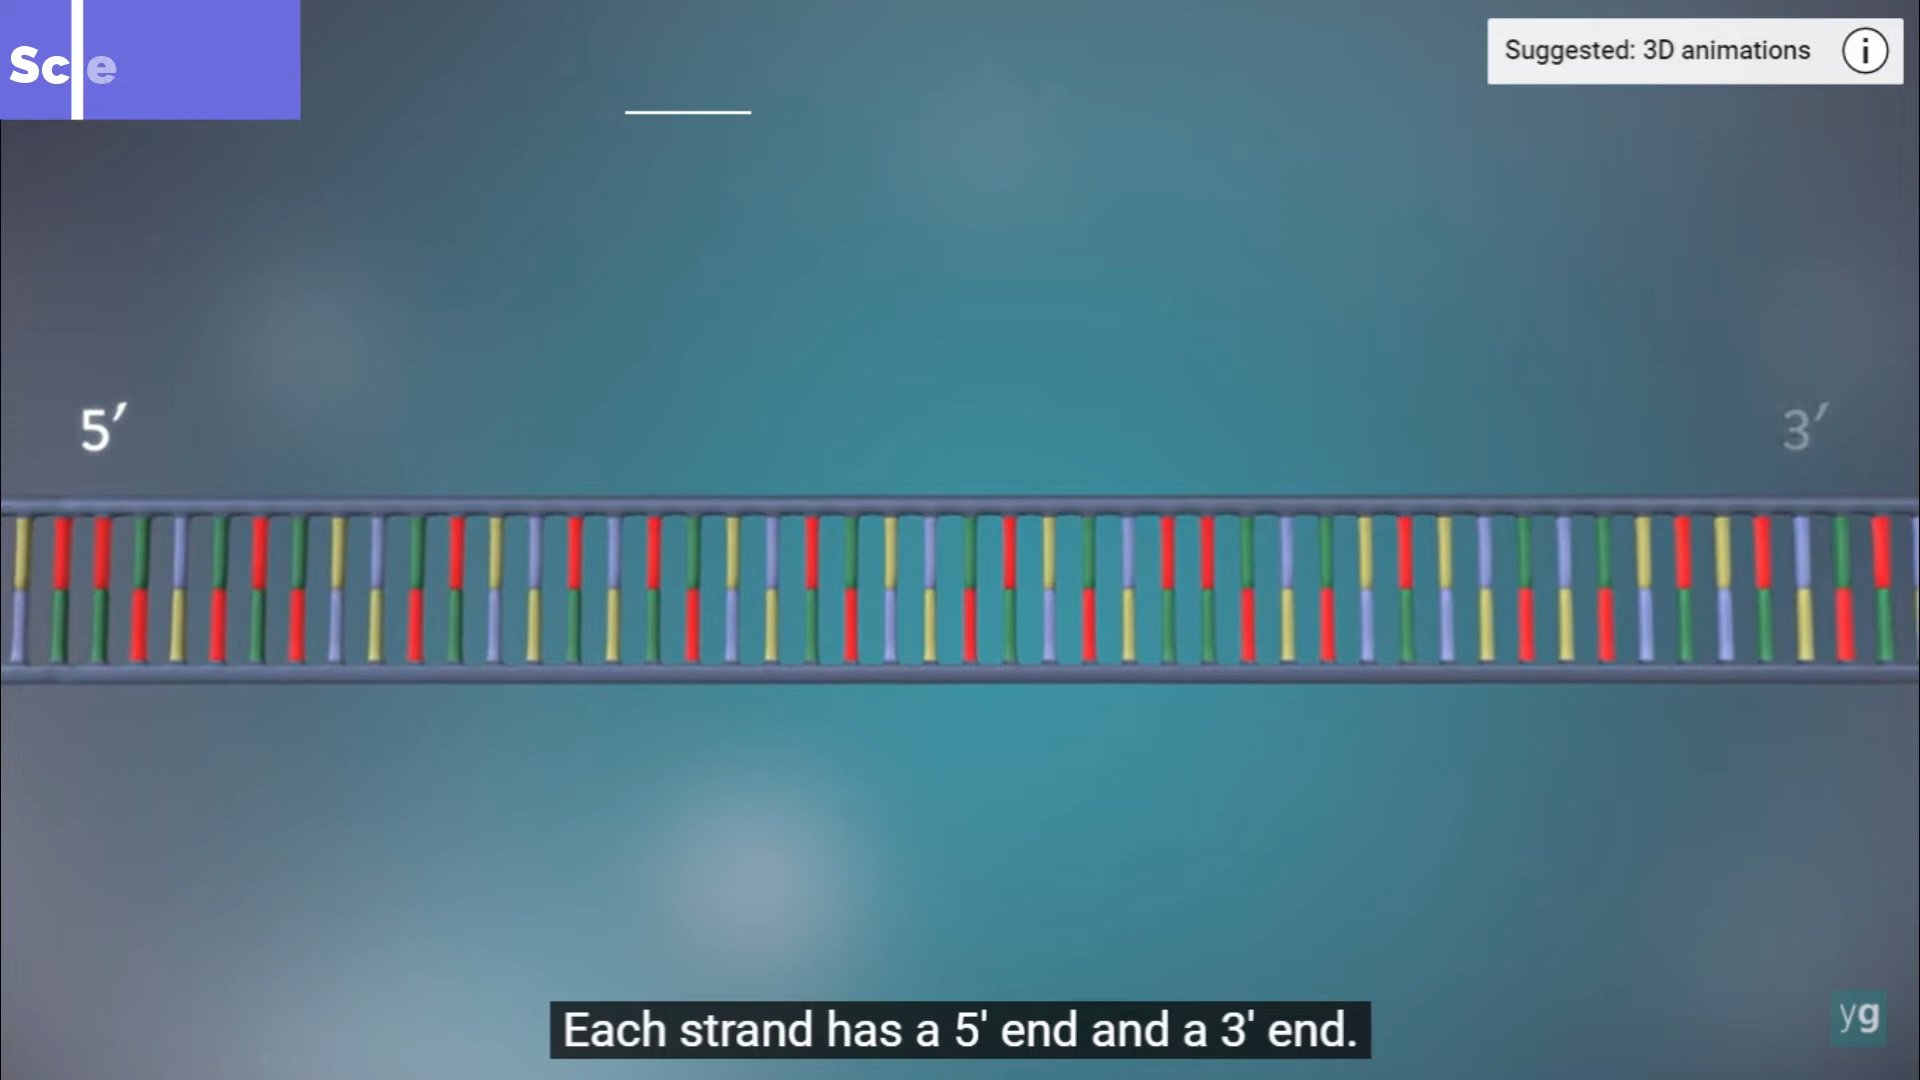 Sc e
Suggested: 3D animations
5′
3′
Each strand has a 5' end and a 3' end.
yg